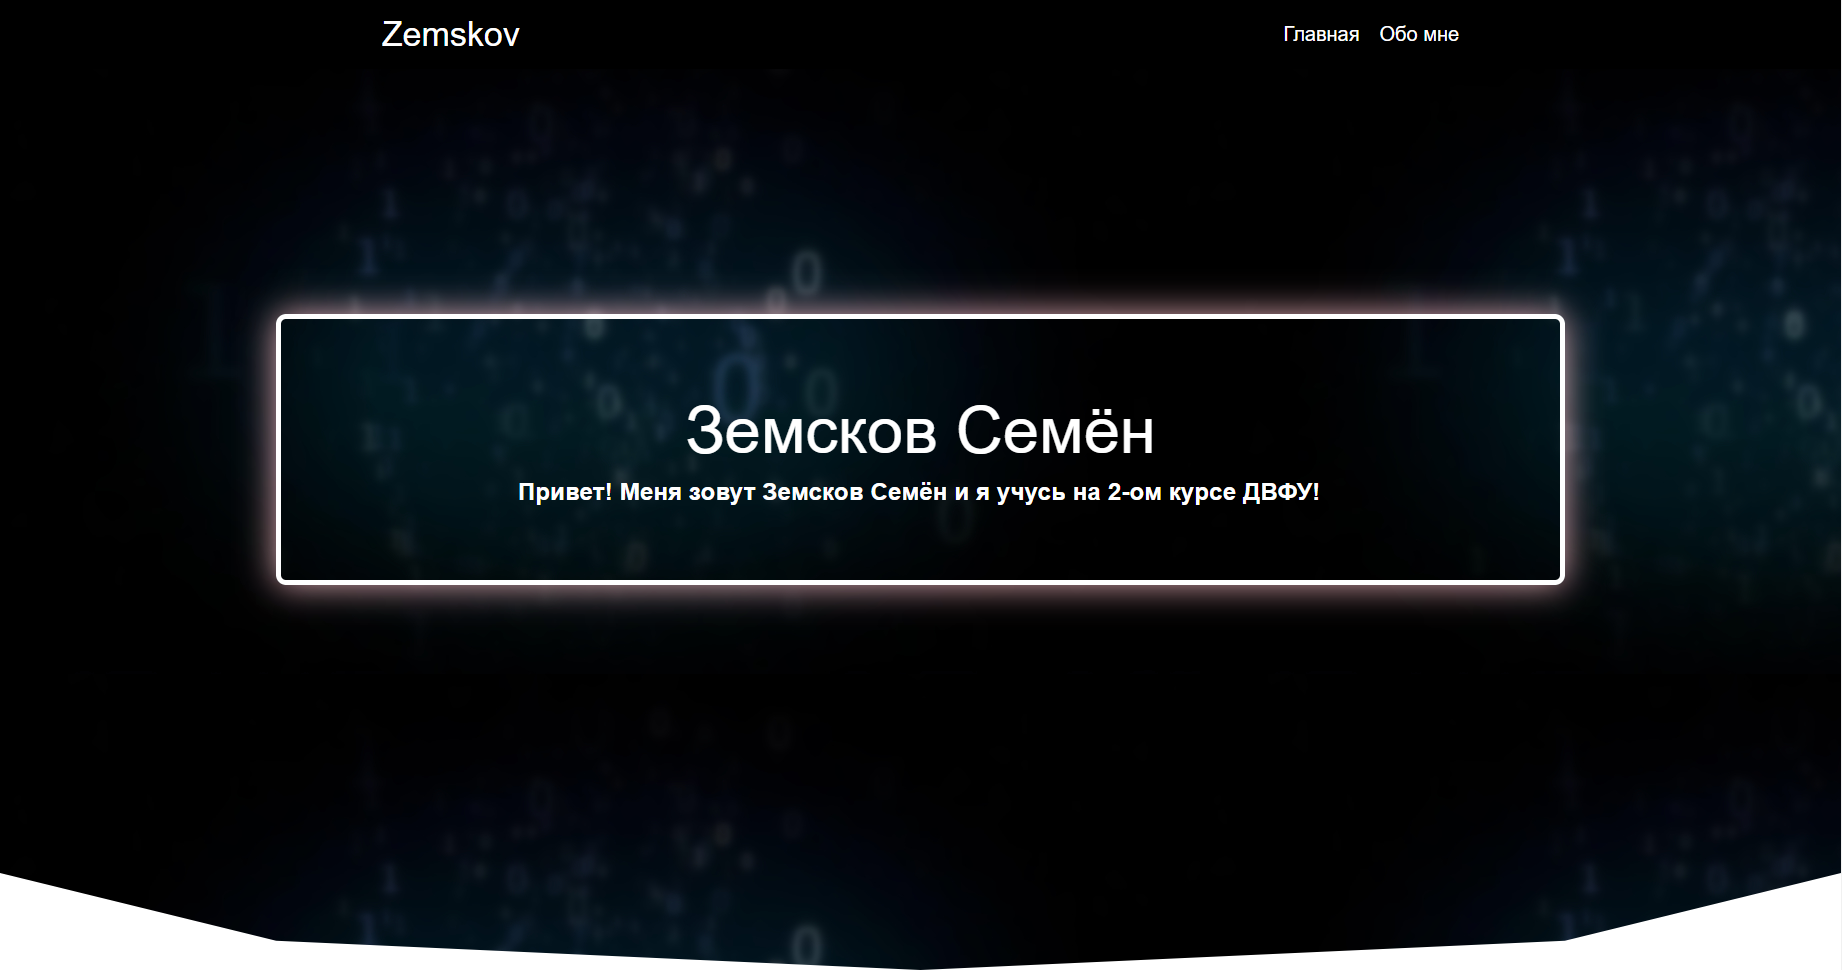 Zemskov
Главная Обо мне
Земсков Семён
Привет! Меня зовут Земсков Семён и я учусь на 2-ом курсе ДВФУ!